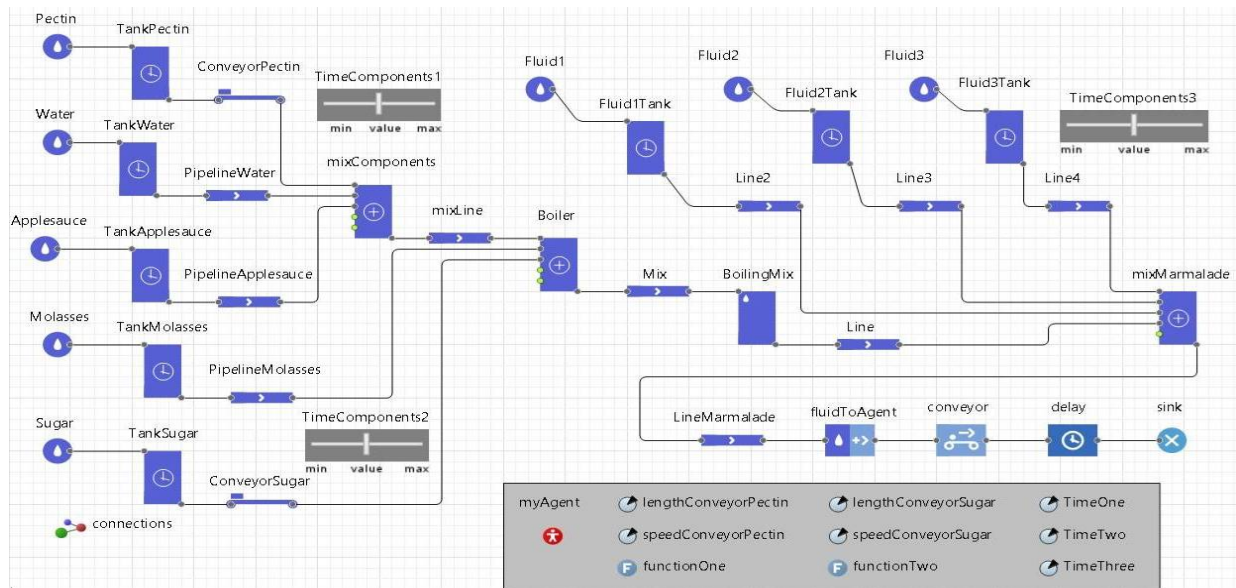 Pectin
TankPectin
ConveyorPectin
TimeComponents1
min value max
Water
TankWater
PipelineWater
mixComponents
Applesauce
TankApplesauce
PipelineApplesauce
mixLine
Boiler
Molasses
TankMolasses
PipelineMolasses
Sugar
TankSugar
ConveyorSugar
TimeComponents2
min value max
connections
Fluid1
Fluid1Tank
Line2
Fluid2
Fluid2Tank
Line3
Fluid3
Fluid3Tank
Line4
TimeComponents3
min value max
Mix
BoilingMix
Line
mixMarmalade
LineMarmalade
fluidToAgent
conveyor
delay
sink
myAgent
lengthConveyorPectin
lengthConveyorSugar
TimeOne
speedConveyorPectin
speedConveyorSugar
TimeTwo
F functionOne
F functionTwo
TimeThree